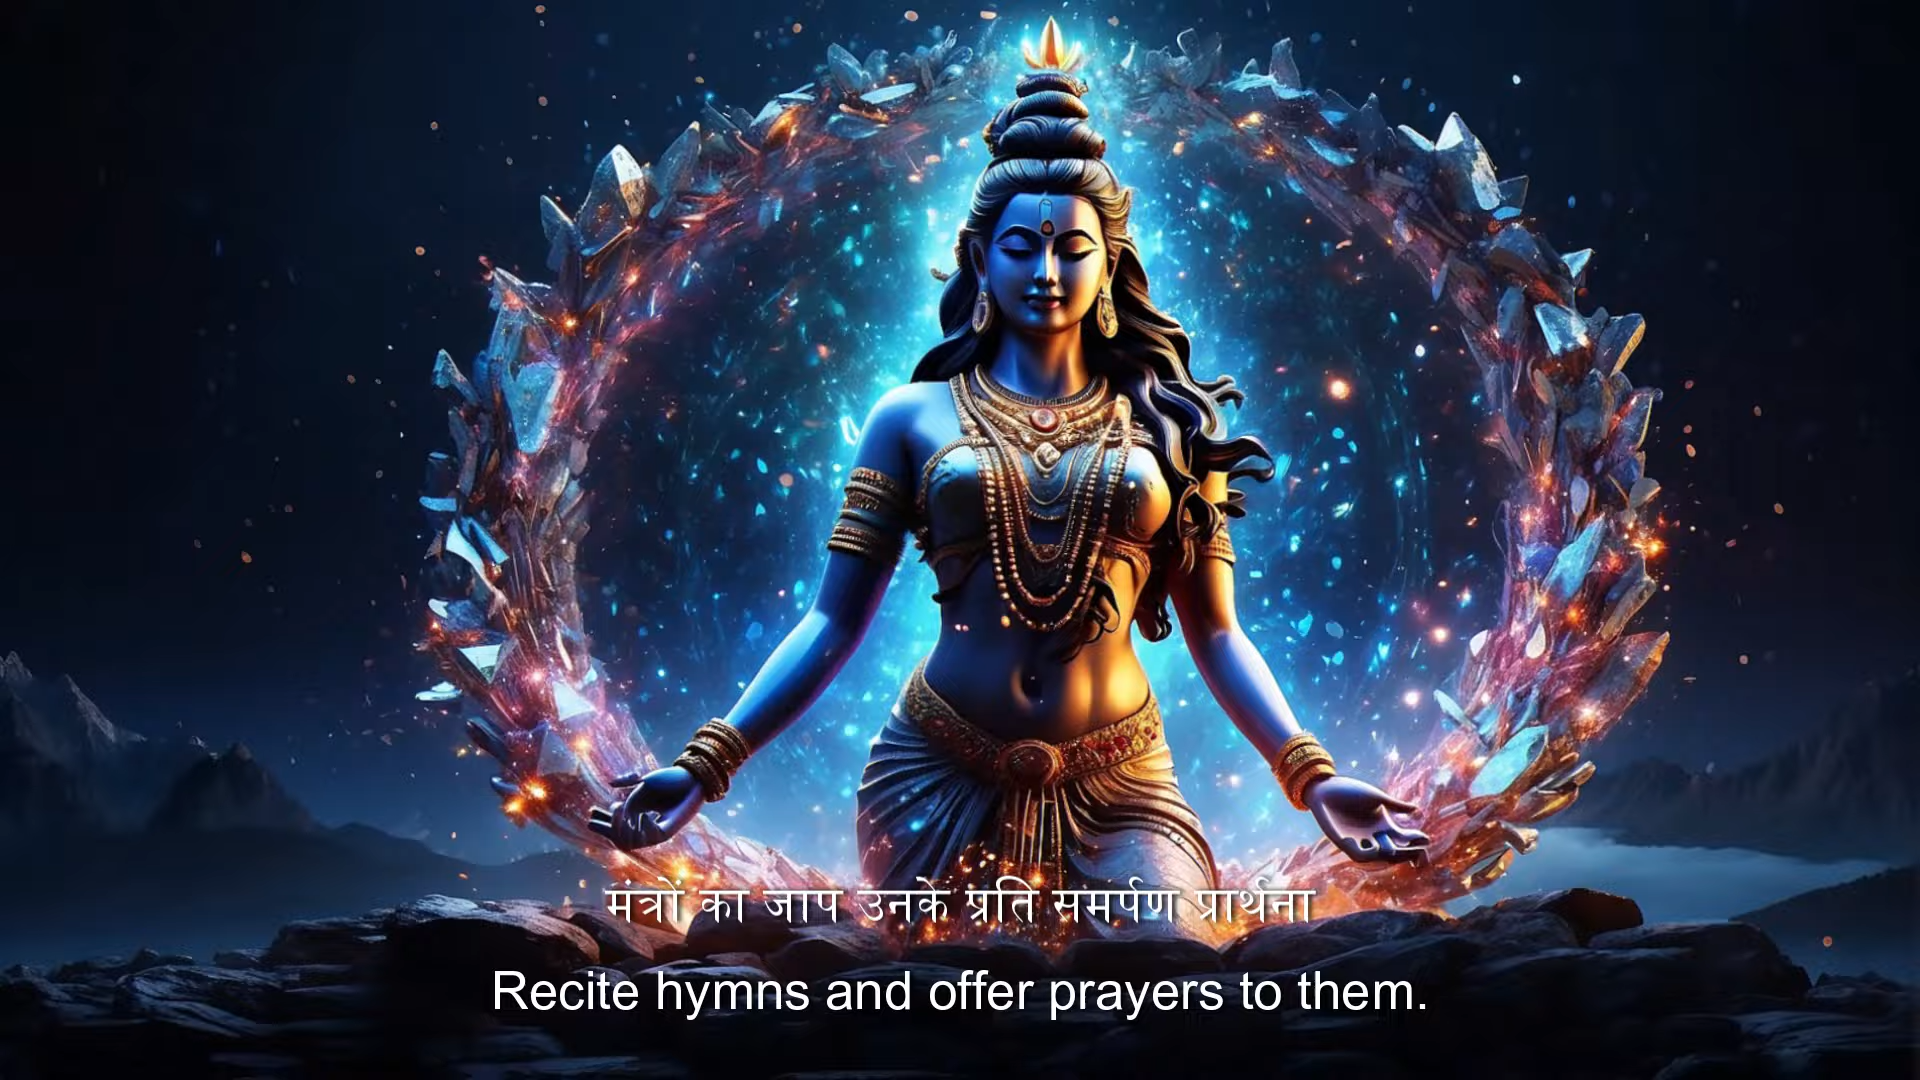 मंत्रों का जाप उनके प्रति समर्पण प्रार्थना
Recite hymns and offer prayers to them.